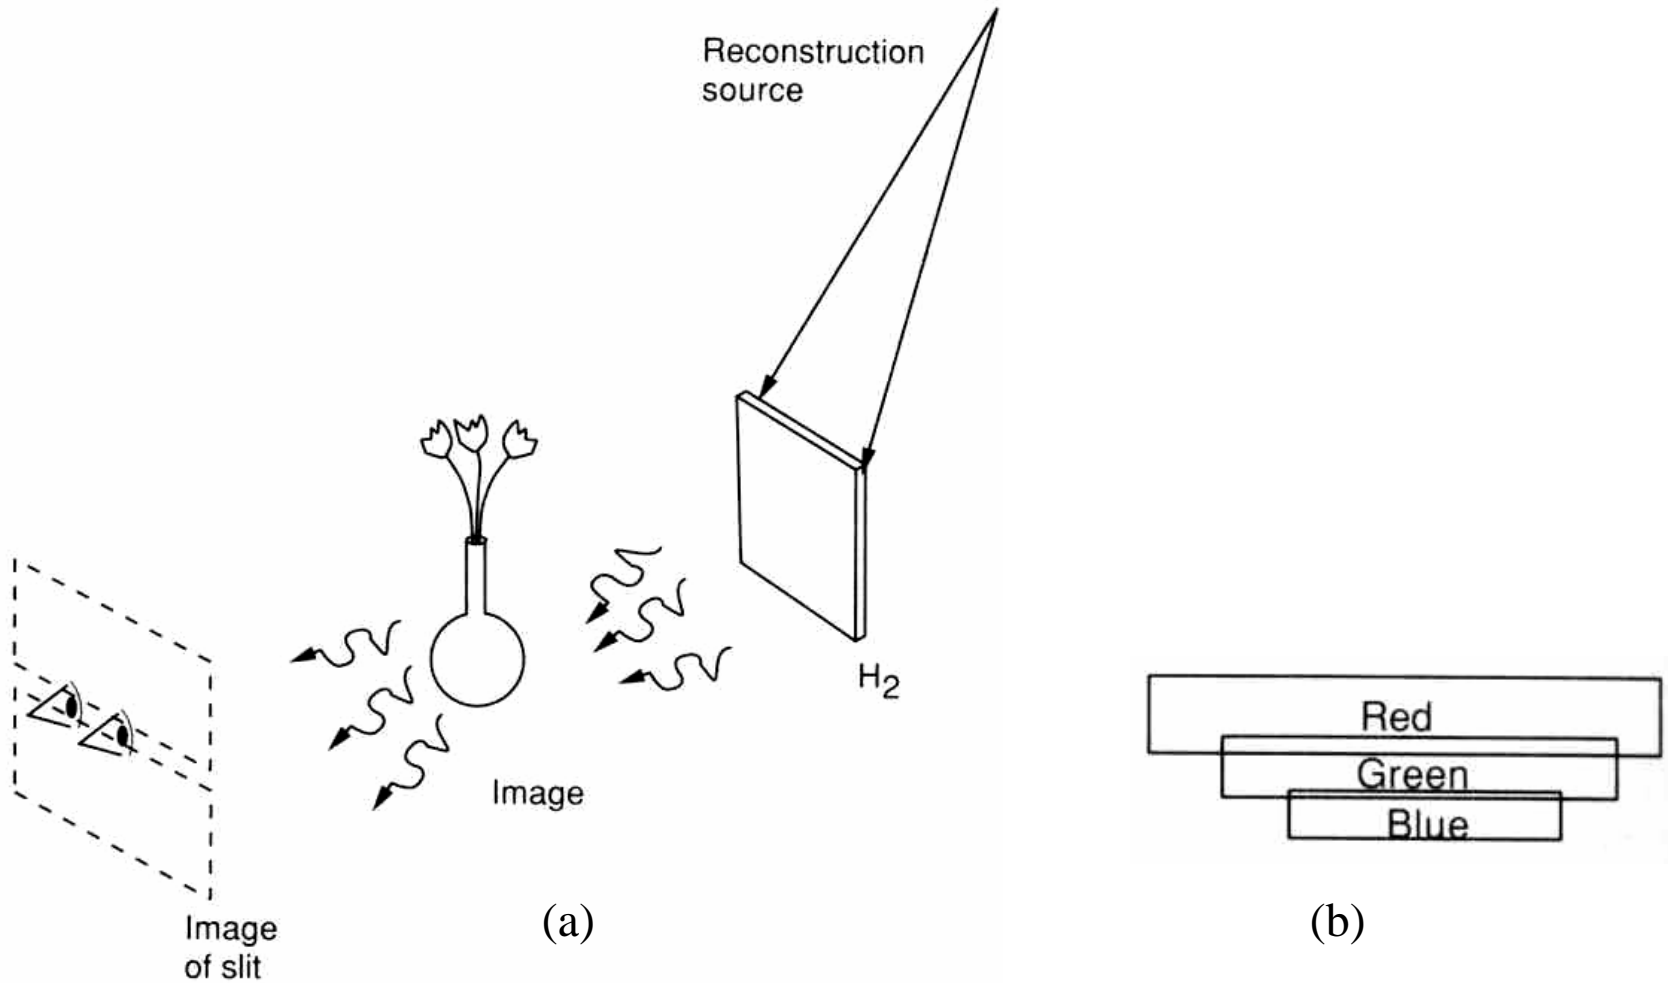 Reconstruction
source
H2
Image
Image
of slit
(a)
Red
Green
Blue
(b)